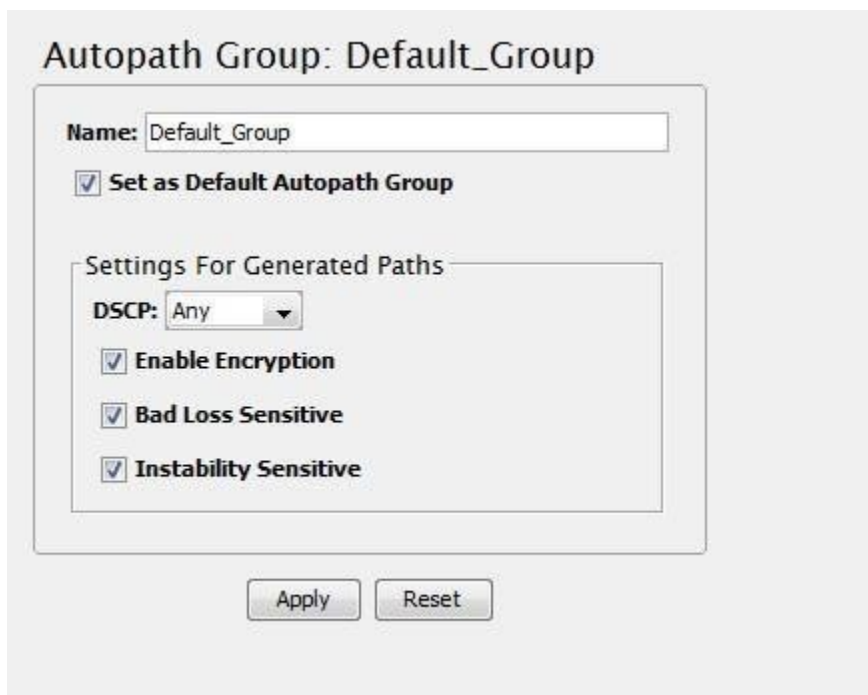 Autopath Group: Default_Group
Name: Default_Group
Set as Default Autopath Group
Settings For Generated Paths
DSCP: Any
Enable Encryption
Bad Loss Sensitive
Instability Sensitive
Apply Reset